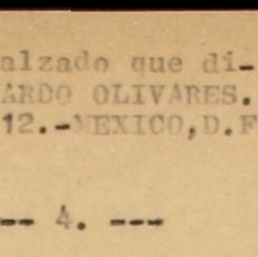 alzado que di-
ARDO OLIVARES.
12.-MEXICO,D.F
-- 4. ---